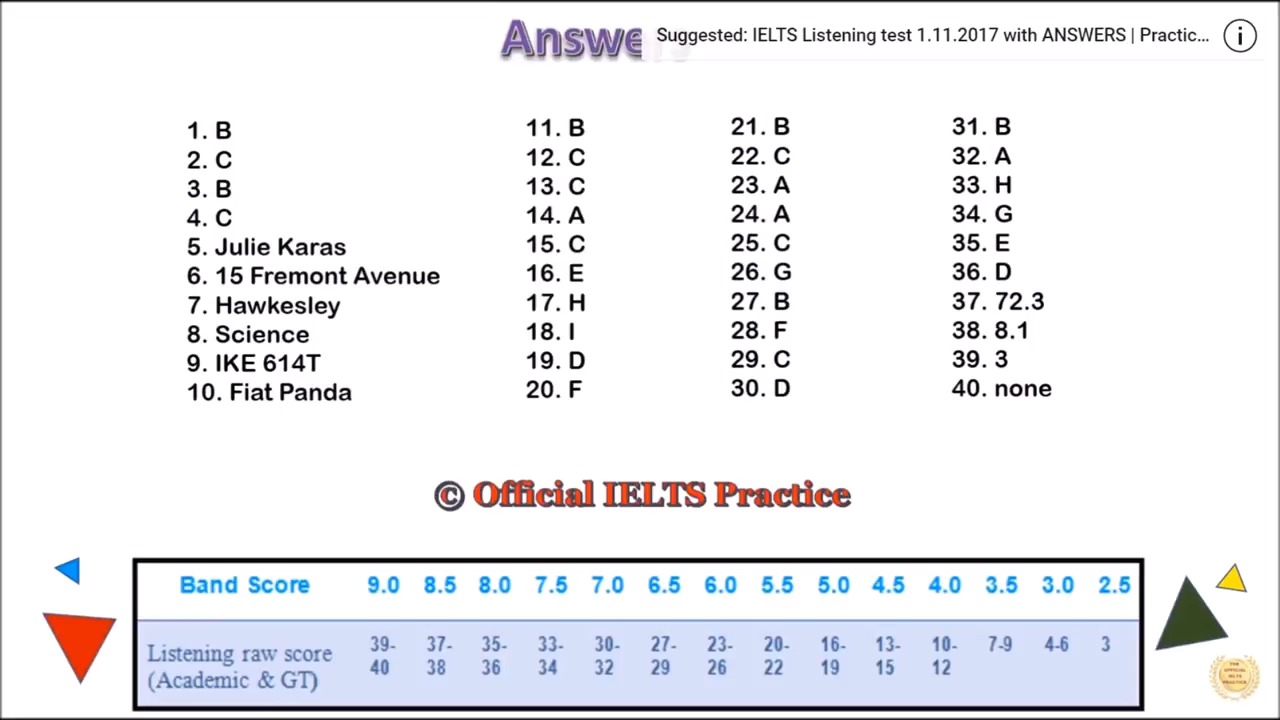 Answe
Suggested: IELTS Listening test 1.11.2017 with ANSWERS | Practic...
1. B
2. C
3. B
4. C
5. Julie Karas
6. 15 Fremont Avenue
7. Hawkesley
8. Science
9. IKE 614T
10. Fiat Panda
11. B
12. C
13. C
14. A
15. C
16. E
17. H
18. I
19. D
20. F
21. B
22. C
23. A
24. A
25. C
26. G
27. B
28. F
29. C
30. D
31. B
32. A
33. H
34. G
35. E
36. D
37. 72.3
38. 8.1
39. 3
40. none
© Official IELTS Practice
Band Score 9.0 8.5 8.0 7.5 7.0 6.5 6.0 5.5 5.0 4.5 4.0 3.5 3.0 2.5
Listening raw score (Academic & GT) 39-40 37-38 35-36 33-34 30-32 27-29 23-26 20-22 16-19 13-15 10-12 7-9 4-6 3
THE
OFFICIAL
IELTS
PRACTICE